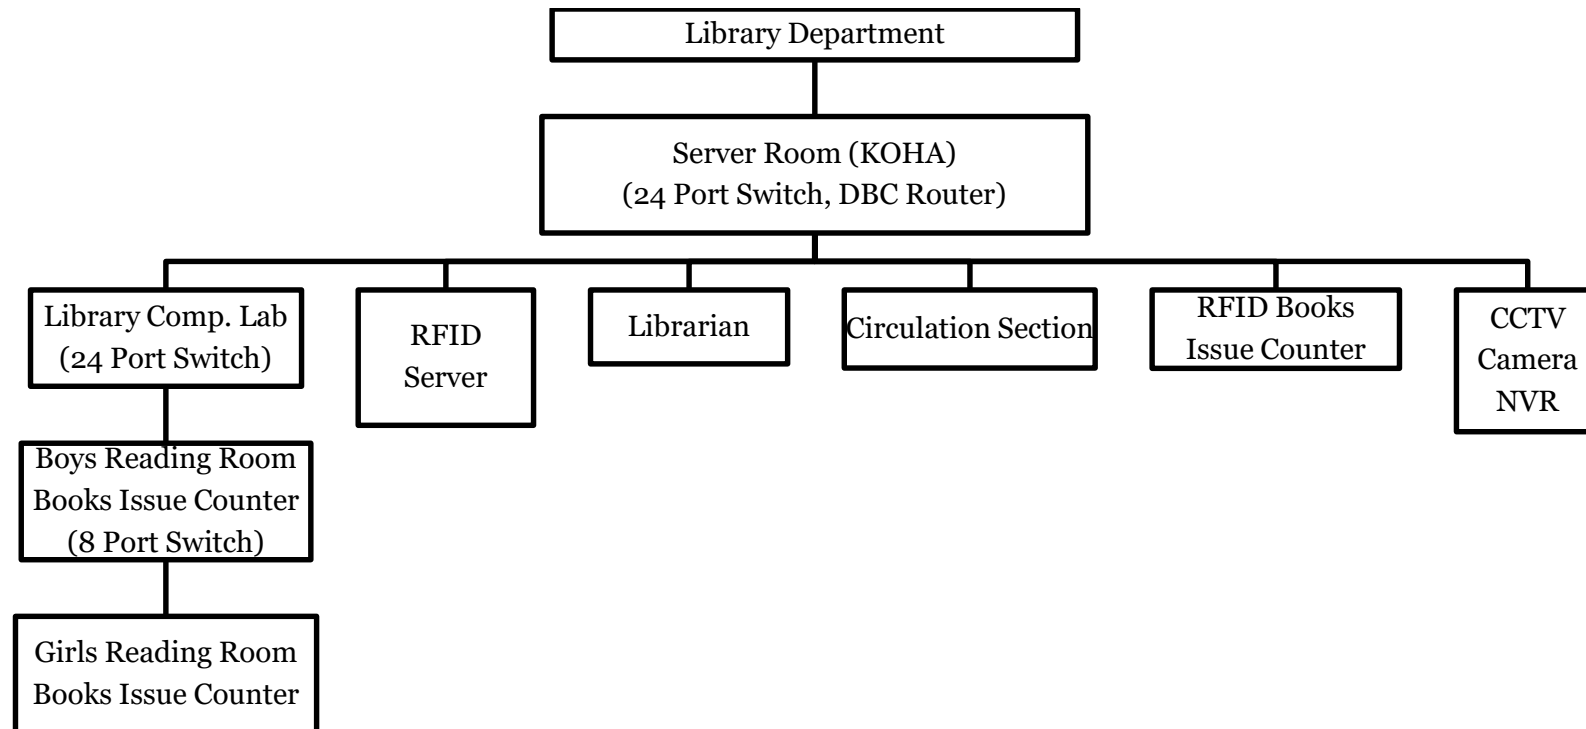 Library Department
Server Room (KOHA)
(24 Port Switch, DBC Router)
Library Comp. Lab
(24 Port Switch)
RFID
Server
Librarian
Circulation Section
RFID Books
Issue Counter
CCTV
Camera
NVR
Boys Reading Room
Books Issue Counter
(8 Port Switch)
Girls Reading Room
Books Issue Counter